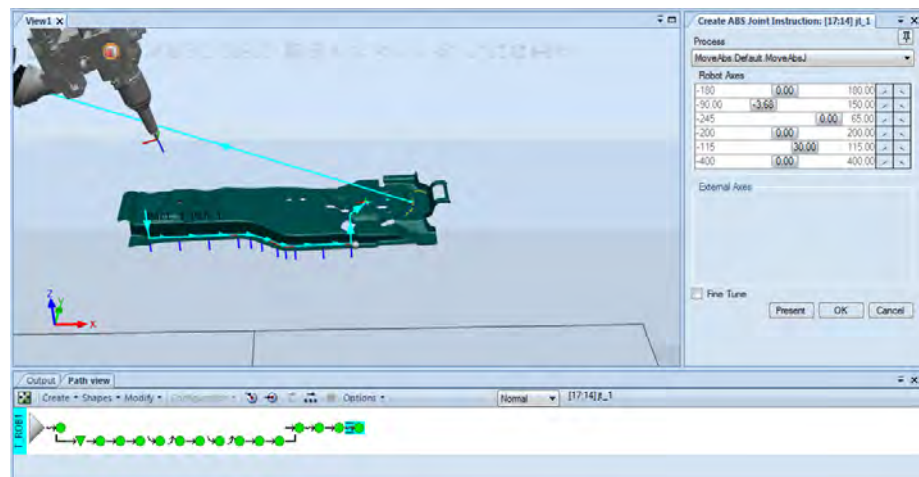 View1
Create ABS Joint Instruction: [17:14] jt_1
Process
MoveAbs Default.MoveAbsJ
Robot Axes
-180 0.00 180.00
-90.00 -3.68 150.00
-245 0.00 65.00
-200 0.00 200.00
-115 30.00 115.00
-400 0.00 400.00
External Axes
Fine Tune
Present OK Cancel
Z
Y
X
Output Path view
Create Shapes Modify Configuration Options Normal [17:14] jt_1
T_ROB1